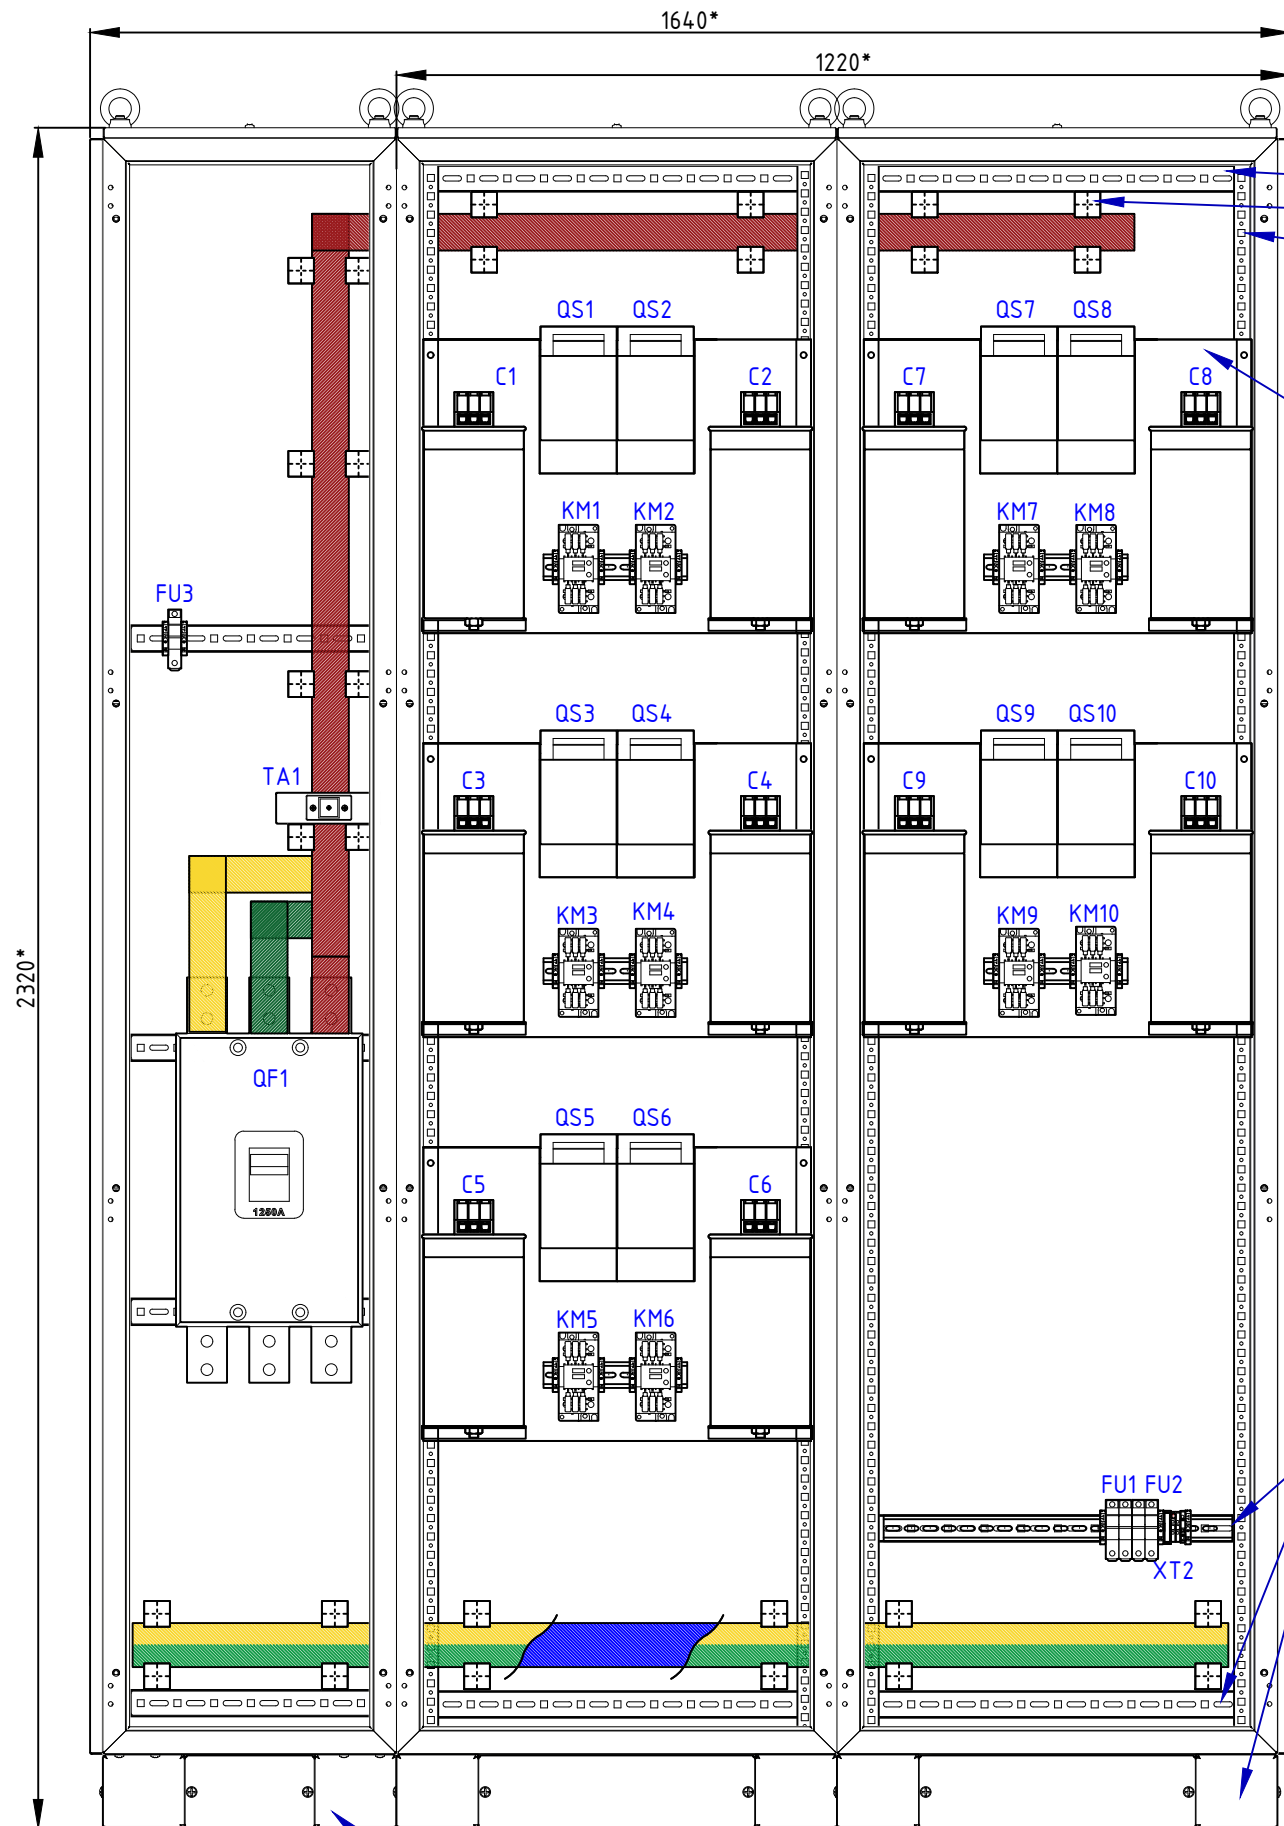 1640*
1220*
QS1 QS2 QS7 QS8
C1 C2 C7 C8
KM1 KM2 KM7 KM8
FU3
QS3 QS4 QS9 QS10
TA1 C3 C4 C9 C10
KM3 KM4 KM9 KM10
2320*
QF1
QS5 QS6
C5 C6
1250A
KM5 KM6
FU1 FU2
XT2